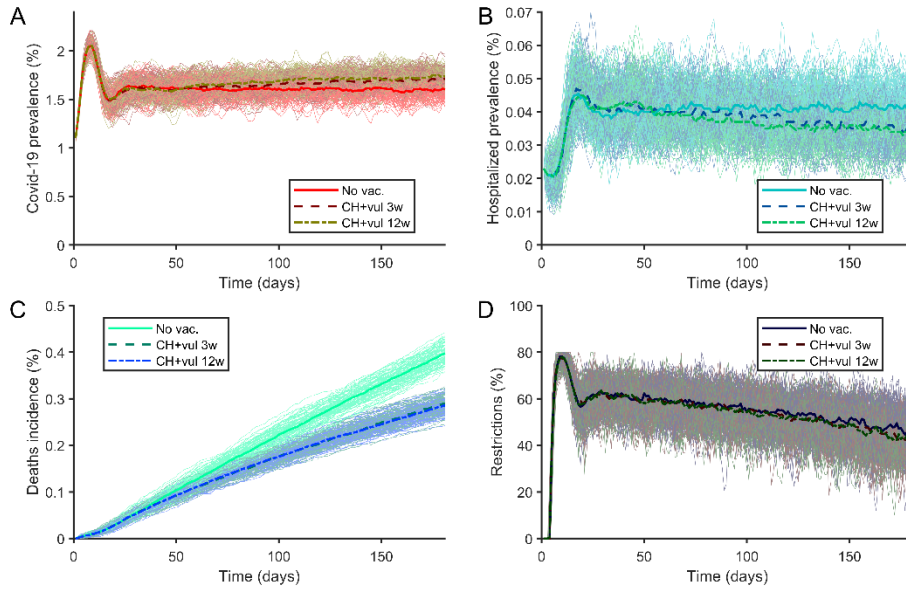 A
Covid-19 prevalence (%)
2
1.5
1
0.5
0
No vac.
CH+vul 3w
CH+vul 12w
0
50
100
150
Time (days)
B
Hospitalized prevalence (%)
0.07
0.06
0.05
0.04
0.03
0.02
0.01
No vac.
CH+vul 3w
CH+vul 12w
0
50
100
150
Time (days)
C
Deaths incidence (%)
0.5
0.4
0.3
0.2
0.1
0
No vac.
CH+vul 3w
CH+vul 12w
0
50
100
150
Time (days)
D
Restrictions (%)
100
80
60
40
20
0
No vac.
CH+vul 3w
CH+vul 12w
0
50
100
150
Time (days)